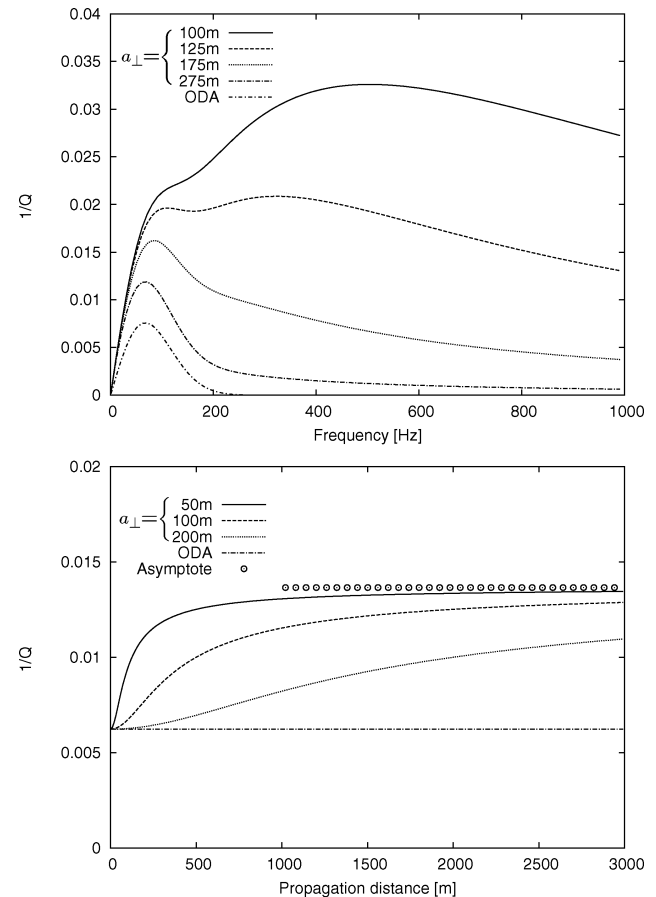 0.04
0.035
0.03
0.025
0.02
0.015
0.01
0.005
0
1/Q
a⊥=
100m
125m
175m
275m
ODA
0 200 400 600 800 1000
Frequency [Hz]
0.02
0.015
0.01
0.005
0
1/Q
a⊥=
50m
100m
200m
ODA
Asymptote
0 500 1000 1500 2000 2500 3000
Propagation distance [m]